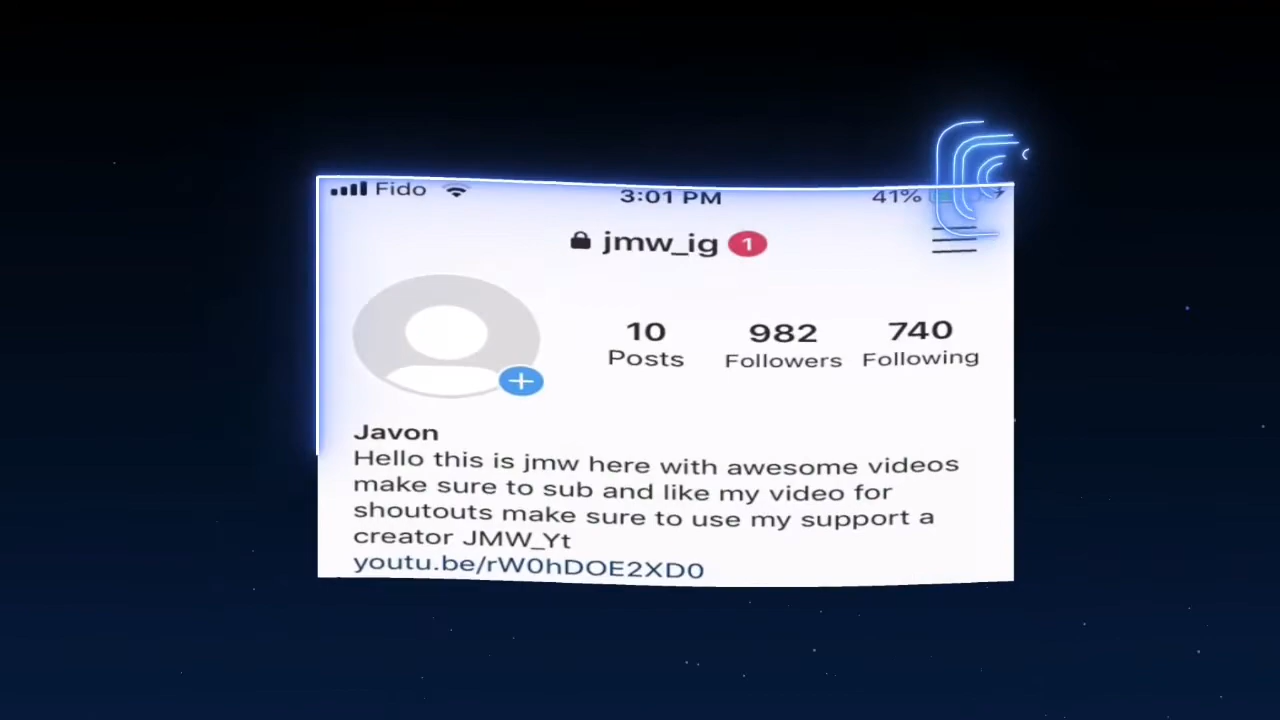 Fido 3:01 PM 41%
jmw_ig 1
10 982 740
Posts Followers Following
Javon
Hello this is jmw here with awesome videos
make sure to sub and like my video for
shoutouts make sure to use my support a
creator JMW_Yt
youtu.be/rW0hDOE2XD0